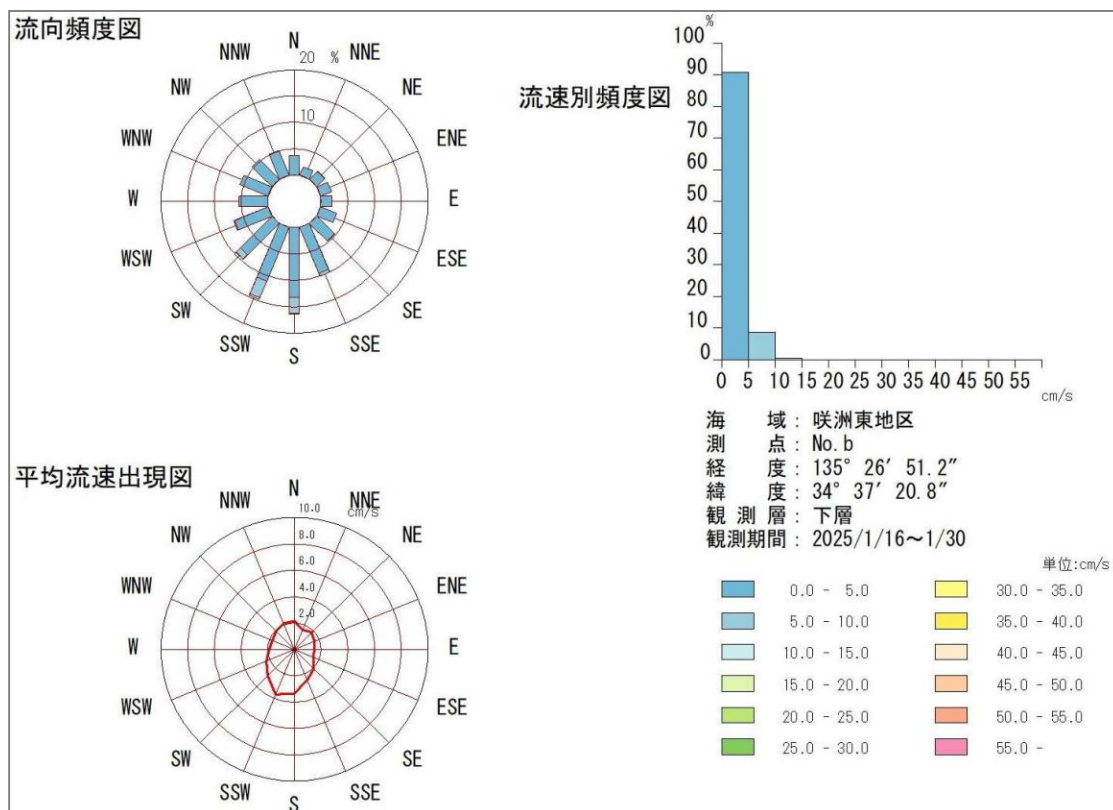 流向頻度図
N
NNE
NE
ENE
E
ESE
SE
SSE
S
SSW
SW
WSW
W
WNW
NW
NNW
20 %
10
流速別頻度図
%
100
90
80
70
60
50
40
30
20
10
0
0 5 10 15 20 25 30 35 40 45 50 55
cm/s
海 域 : 咲洲東地区
測 点 : No.b
経 度 : 135° 26′ 51.2″
緯 度 : 34° 37′ 20.8″
観 測 層 : 下層
観測期間 : 2025/1/16～1/30
単位:cm/s
0.0 - 5.0
5.0 - 10.0
10.0 - 15.0
15.0 - 20.0
20.0 - 25.0
25.0 - 30.0
30.0 - 35.0
35.0 - 40.0
40.0 - 45.0
45.0 - 50.0
50.0 - 55.0
55.0 -
平均流速出現図
N
NNE
NE
ENE
E
ESE
SE
SSE
S
SSW
SW
WSW
W
WNW
NW
NNW
10.0 cm/s
8.0
6.0
4.0
2.0